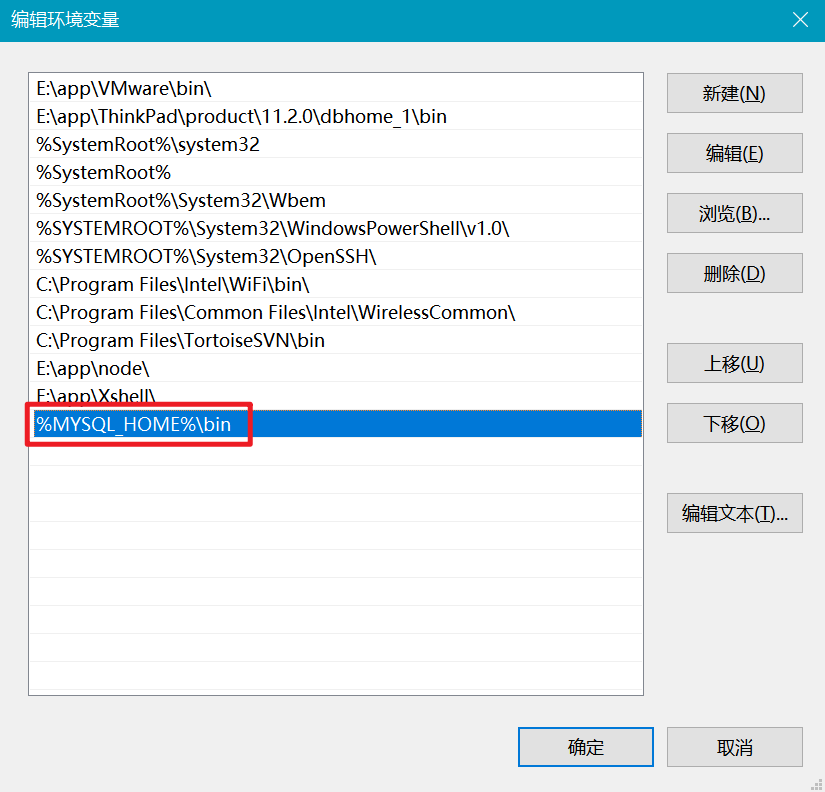 编辑环境变量
E:\app\VMware\bin\
E:\app\ThinkPad\product\11.2.0\dbhome_1\bin
%SystemRoot%\system32
%SystemRoot%
%SystemRoot%\System32\Wbem
%SYSTEMROOT%\System32\WindowsPowerShell\v1.0\
%SYSTEMROOT%\System32\OpenSSH\
C:\Program Files\Intel\WiFi\bin\
C:\Program Files\Common Files\Intel\WirelessCommon\
C:\Program Files\TortoiseSVN\bin
E:\app\node\
E:\app\Xshell\
%MYSQL_HOME%\bin
新建(N)
编辑(E)
浏览(B)...
删除(D)
上移(U)
下移(O)
编辑文本(T)...
确定
取消